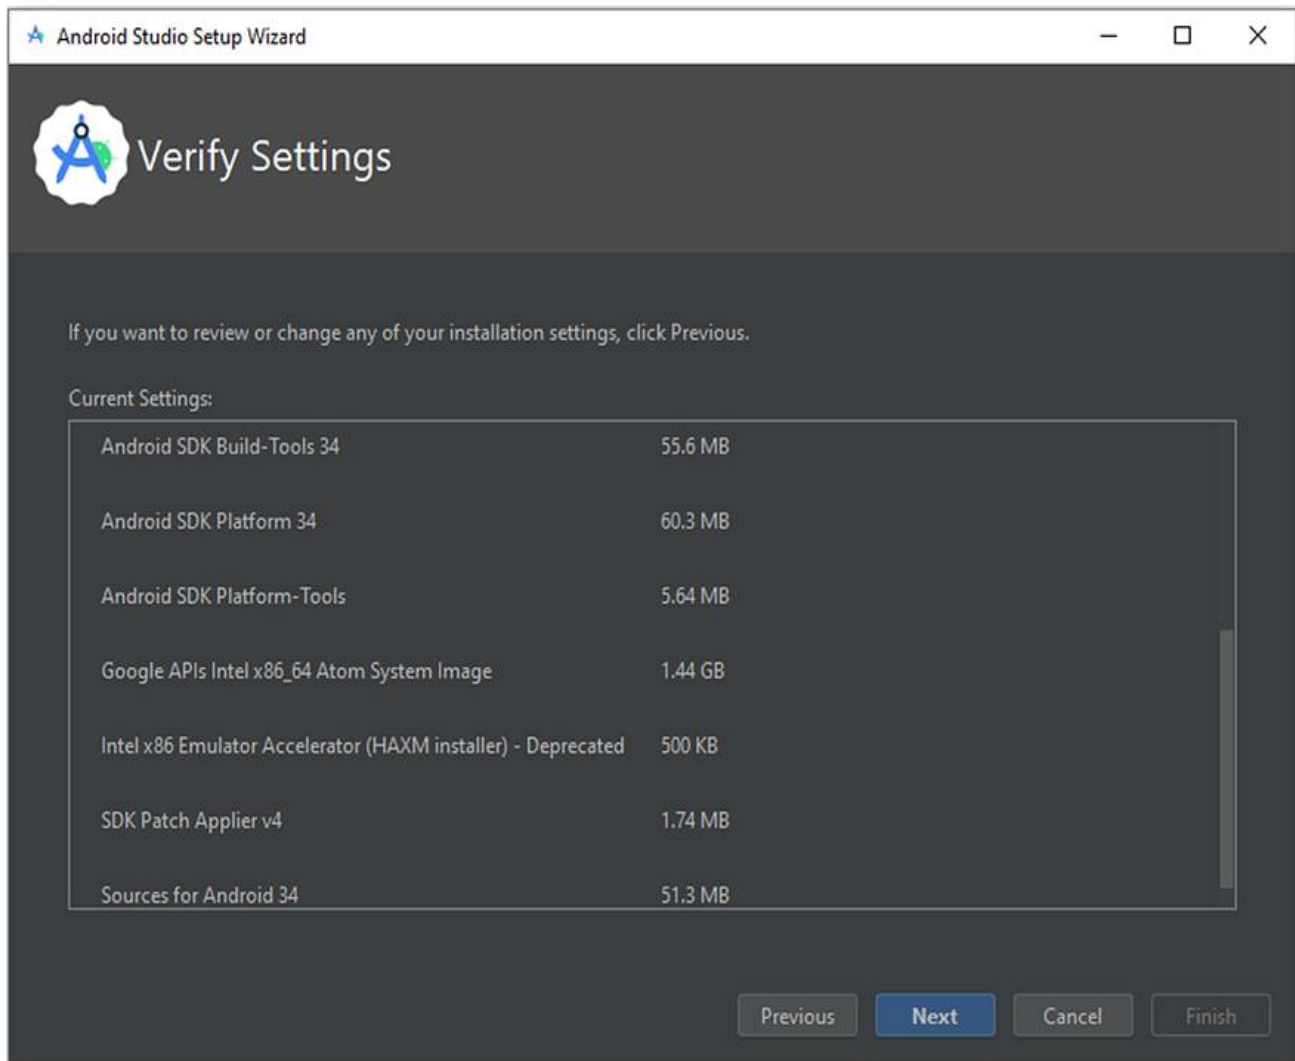 Android Studio Setup Wizard
Verify Settings
If you want to review or change any of your installation settings, click Previous.
Current Settings:
Android SDK Build-Tools 34 55.6 MB
Android SDK Platform 34 60.3 MB
Android SDK Platform-Tools 5.64 MB
Google APIs Intel x86_64 Atom System Image 1.44 GB
Intel x86 Emulator Accelerator (HAXM installer) - Deprecated 500 KB
SDK Patch Applier v4 1.74 MB
Sources for Android 34 51.3 MB
Previous Next Cancel Finish